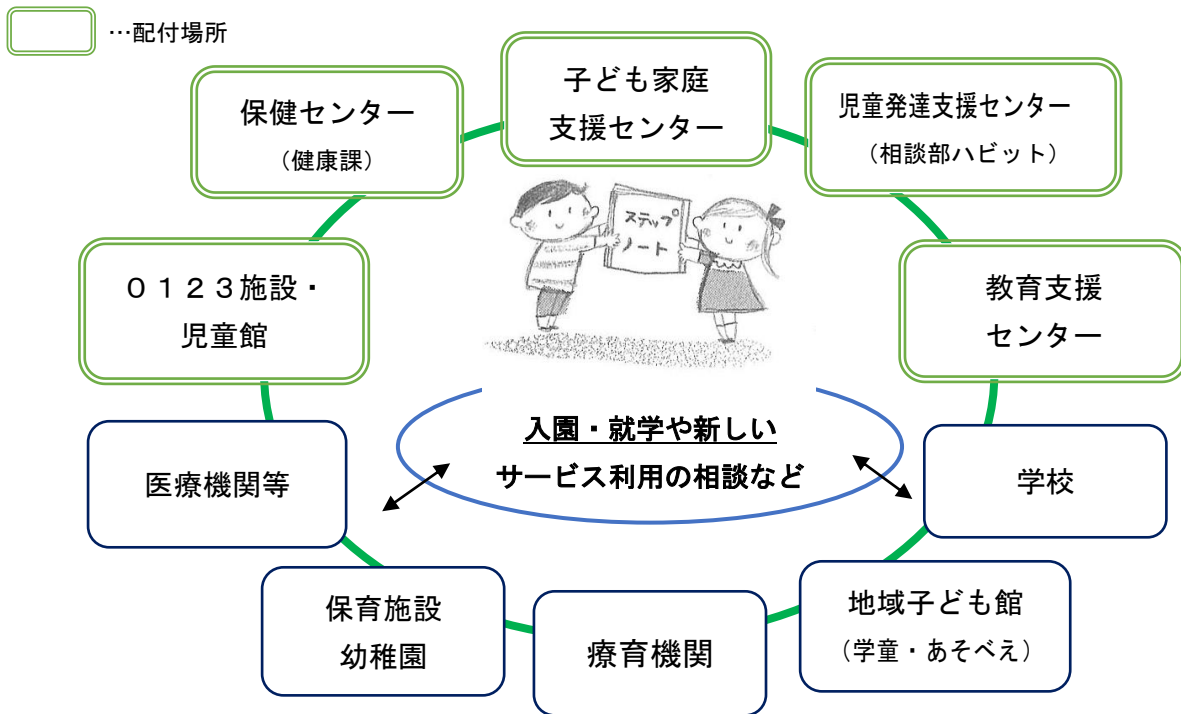 …配付場所
子ども家庭
支援センター
保健センター
（健康課）
児童発達支援センター
（相談部ハビット）
ステップ
ノート
０１２３施設・
児童館
教育支援
センター
入園・就学や新しい
サービス利用の相談など
医療機関等
学校
保育施設
幼稚園
療育機関
地域子ども館
（学童・あそべえ）